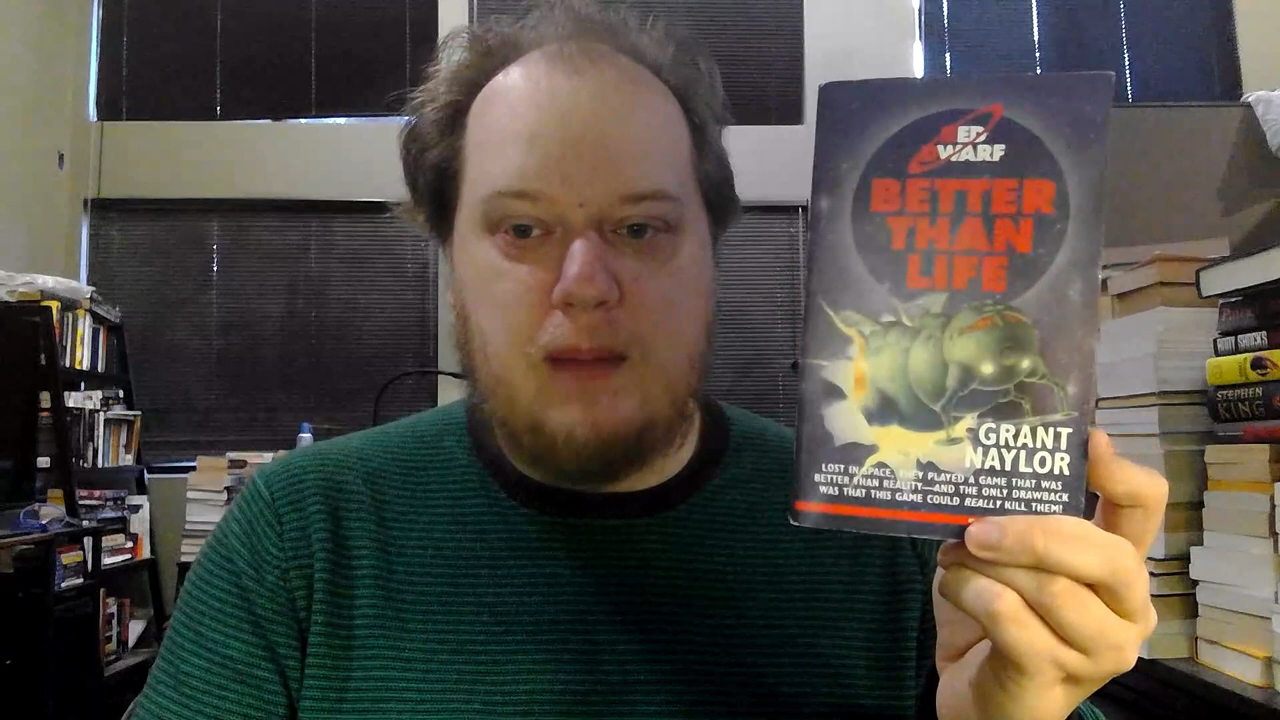 ED
WARF
BETTER
THAN
LIFE
GRANT
NAYLOR
LOST IN SPACE, THEY PLAYED A GAME THAT WAS
BETTER THAN REALITY—AND THE ONLY DRAWBACK
WAS THAT THIS GAME COULD REALLY KILL THEM!
STEPHEN
KING